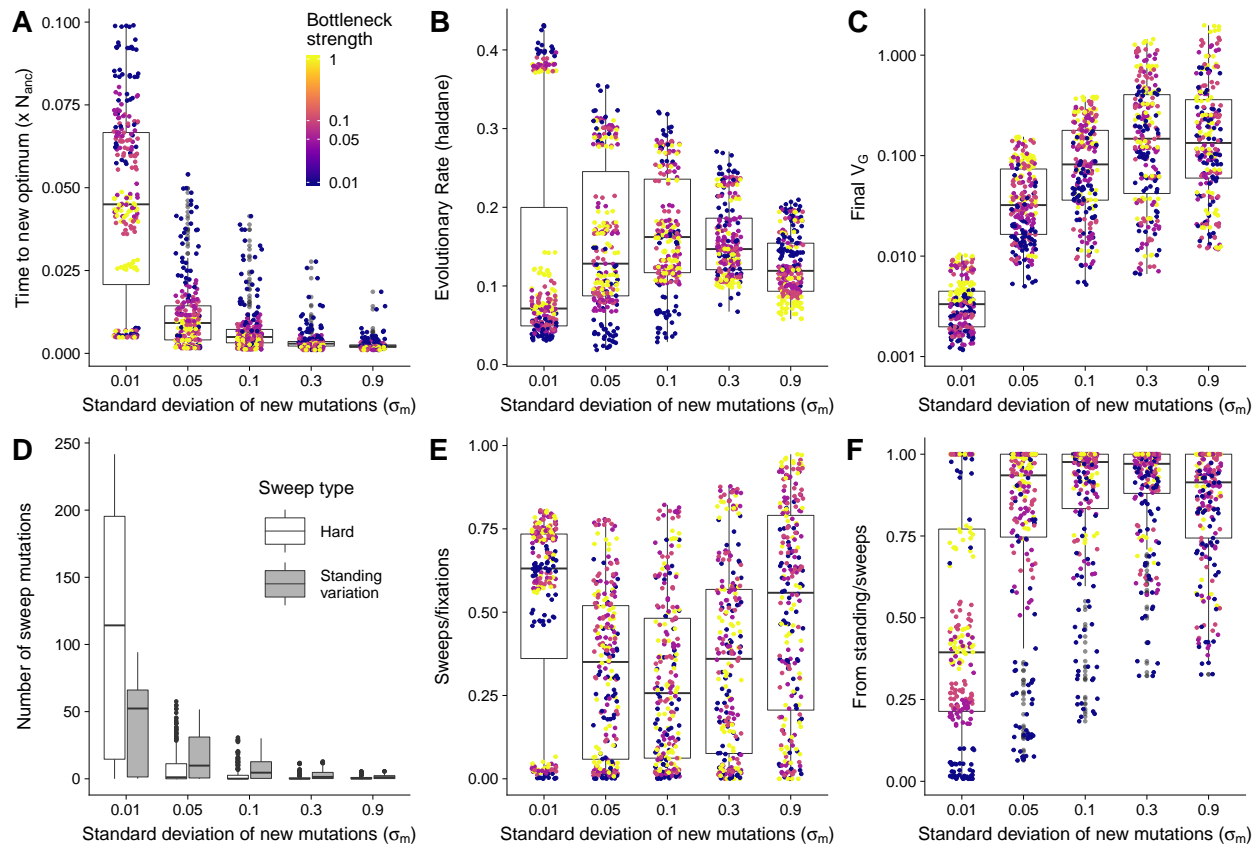 A
Time to new optimum (x Nanc)
0.100
0.075
0.050
0.025
0.000
Bottleneck
strength
1
0.1
0.05
0.01
0.01 0.05 0.1 0.3 0.9
Standard deviation of new mutations (σm)
B
Evolutionary Rate (haldane)
0.4
0.3
0.2
0.1
0.0
0.01 0.05 0.1 0.3 0.9
Standard deviation of new mutations (σm)
C
Final VG
1.000
0.100
0.010
0.001
0.01 0.05 0.1 0.3 0.9
Standard deviation of new mutations (σm)
D
Number of sweep mutations
250
200
150
100
50
0
Sweep type
Hard
Standing
variation
0.01 0.05 0.1 0.3 0.9
Standard deviation of new mutations (σm)
E
Sweeps/fixations
1.00
0.75
0.50
0.25
0.00
0.01 0.05 0.1 0.3 0.9
Standard deviation of new mutations (σm)
F
From standing/sweeps
1.00
0.75
0.50
0.25
0.00
0.01 0.05 0.1 0.3 0.9
Standard deviation of new mutations (σm)